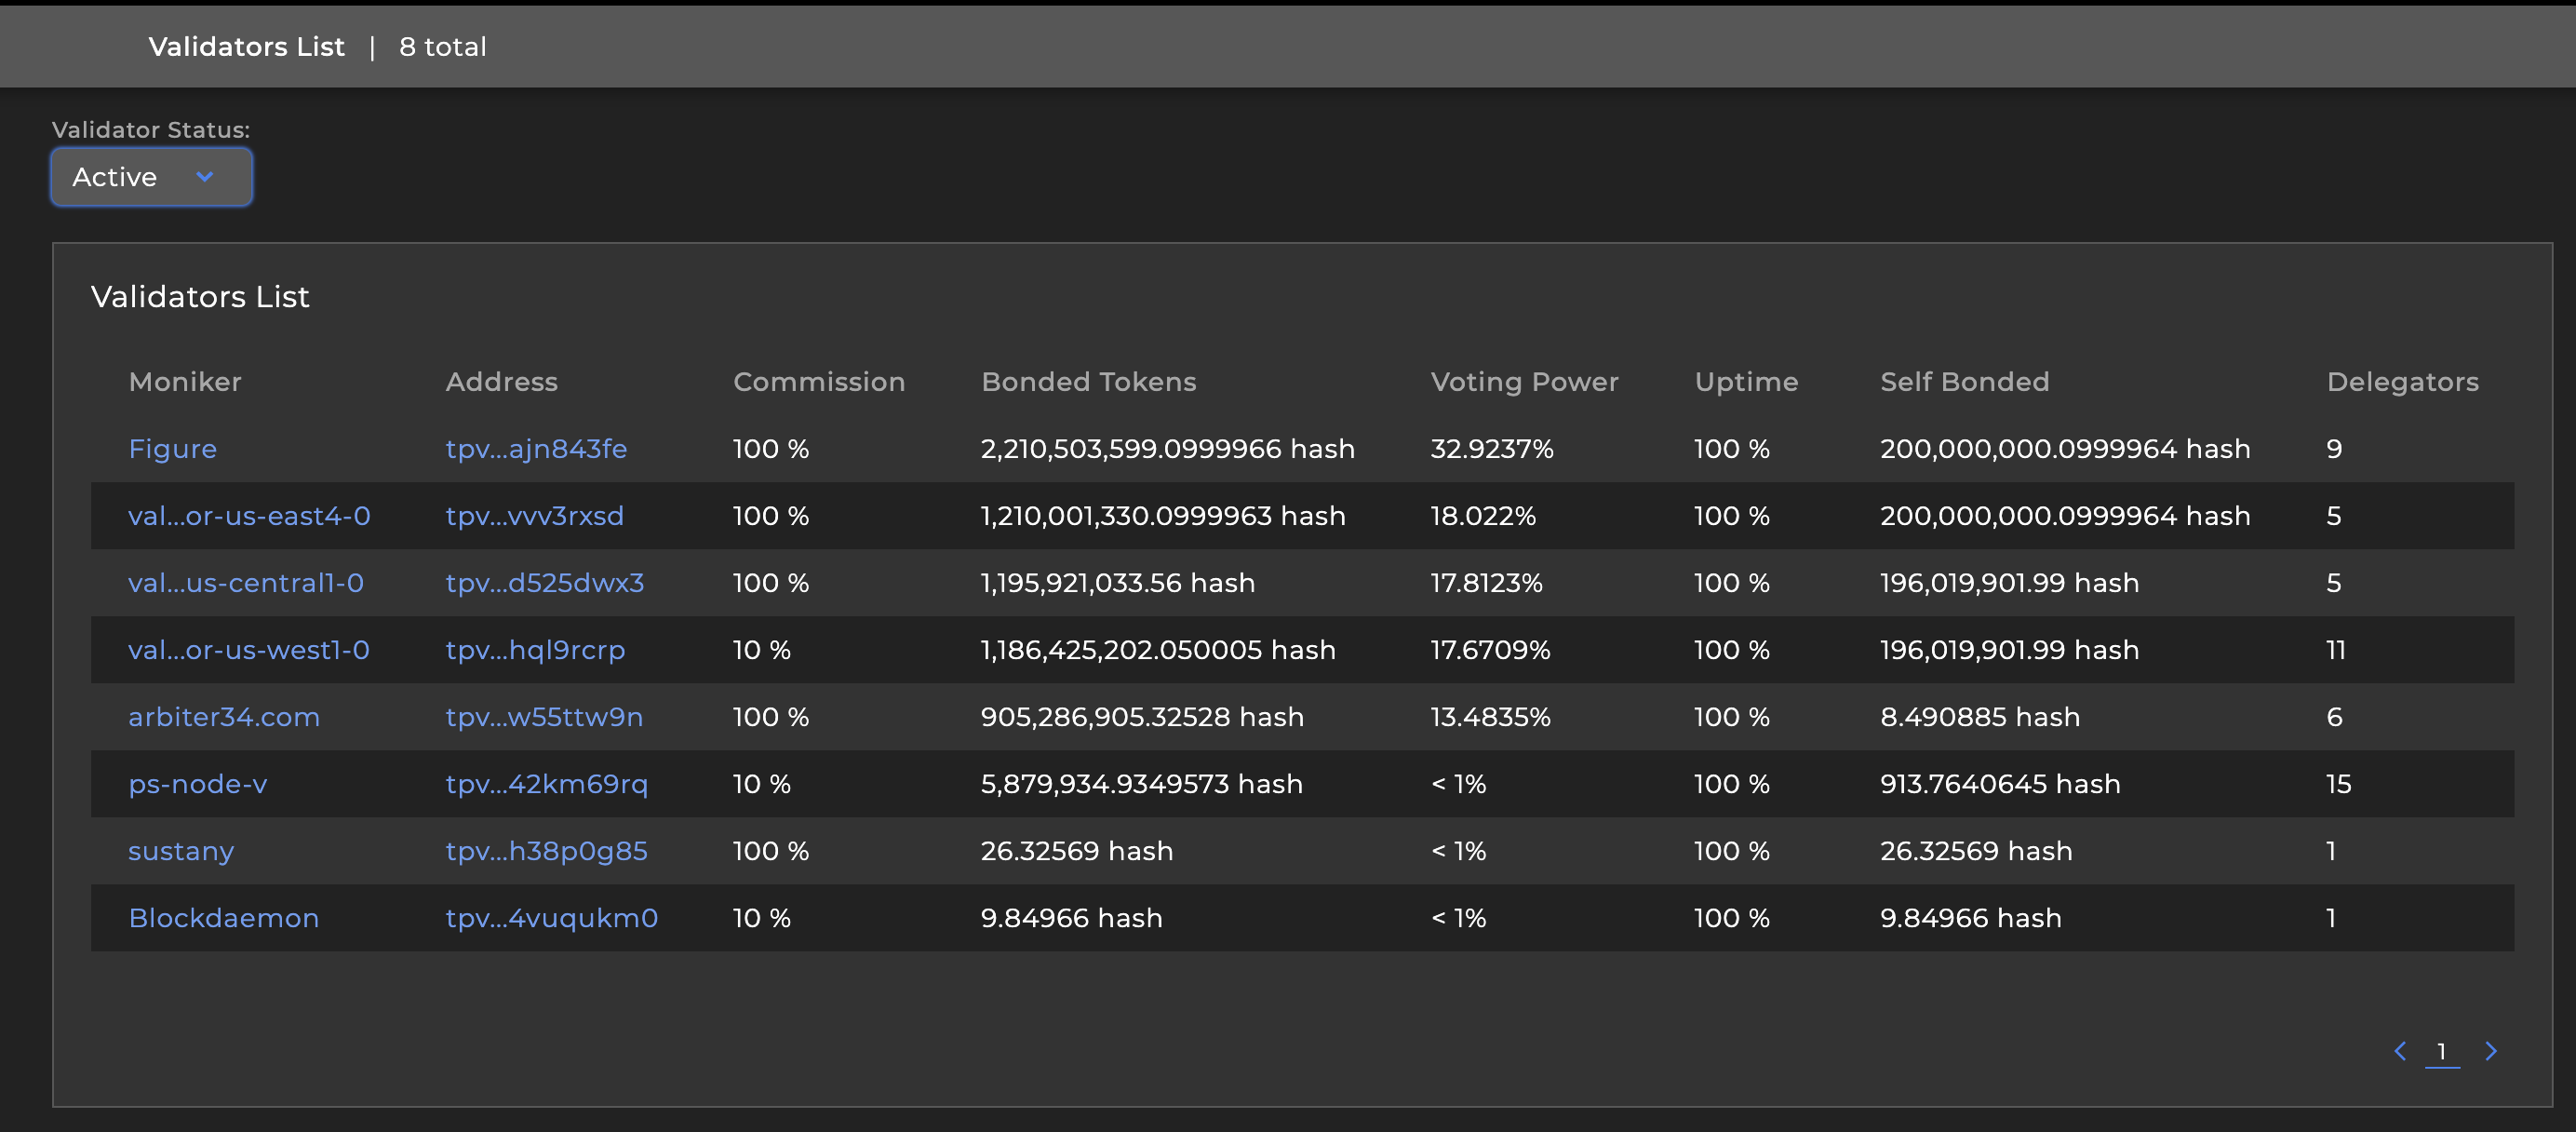 Validators List | 8 total
Validator Status:
Active
Validators List
Moniker Address Commission Bonded Tokens Voting Power Uptime Self Bonded Delegators
Figure tpv...ajn843fe 100 % 2,210,503,599.0999966 hash 32.9237% 100 % 200,000,000.0999964 hash 9
val...or-us-east4-0 tpv...vvv3rxsd 100 % 1,210,001,330.0999963 hash 18.022% 100 % 200,000,000.0999964 hash 5
val...us-central1-0 tpv...d525dwx3 100 % 1,195,921,033.56 hash 17.8123% 100 % 196,019,901.99 hash 5
val...or-us-west1-0 tpv...hql9rcrp 10 % 1,186,425,202.050005 hash 17.6709% 100 % 196,019,901.99 hash 11
arbiter34.com tpv...w55ttw9n 100 % 905,286,905.32528 hash 13.4835% 100 % 8.490885 hash 6
ps-node-v tpv...42km69rq 10 % 5,879,934.9349573 hash < 1% 100 % 913.7640645 hash 15
sustany tpv...h38p0g85 100 % 26.32569 hash < 1% 100 % 26.32569 hash 1
Blockdaemon tpv...4vuqukm0 10 % 9.84966 hash < 1% 100 % 9.84966 hash 1
1